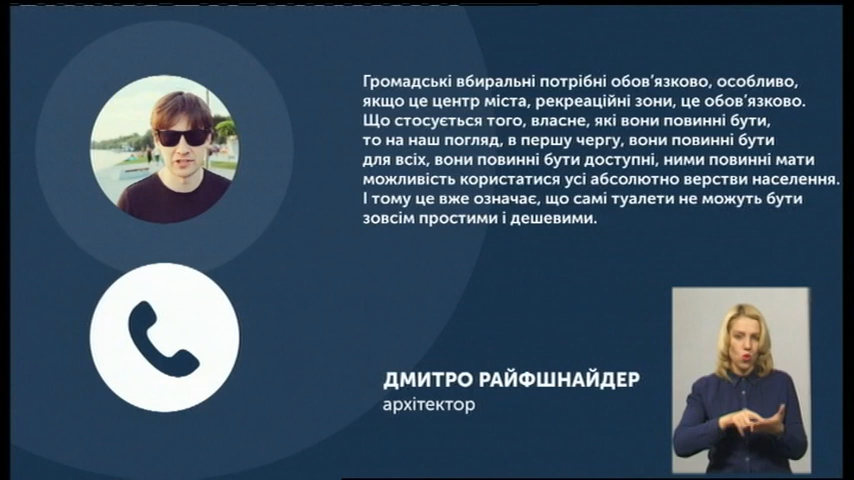 Громадські вбиральні потрібні обов’язково, особливо,
якщо це центр міста, рекреаційні зони, це обов’язково.
Що стосується того, власне, які вони повинні бути,
то на наш погляд, в першу чергу, вони повинні бути
для всіх, вони повинні бути доступні, ними повинні мати
можливість користатися усі абсолютно верстви населення.
І тому це вже означає, що самі туалети не можуть бути
зовсім простими і дешевими.
ДМИТРО РАЙФШНАЙДЕР
архітектор